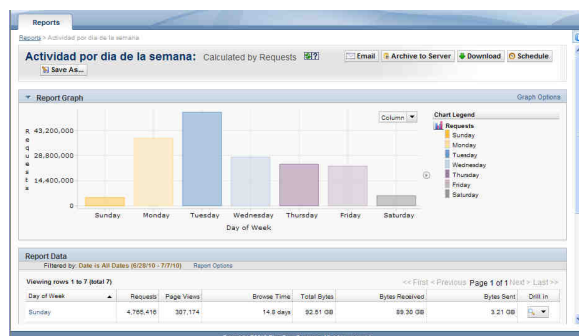 Reports
Reports > Actividad por dia de la semana
Actividad por dia de la semana: Calculated by Requests
Email
Archive to Server
Download
Schedule
Save As...
Report Graph
Graph Options
Column
Requests
43,200,000
28,800,000
14,400,000
0
Sunday Monday Tuesday Wednesday Thursday Friday Saturday
Day of Week
Chart Legend
Requests
Sunday
Monday
Tuesday
Wednesday
Thursday
Friday
Saturday
Report Data
Filtered by: Date is All Dates (6/28/10 - 7/7/10) Report Options
Viewing rows 1 to 7 (total 7)
<< First < Previous Page 1 of 1 Next > Last >>
Day of Week Requests Page Views Browse Time Total Bytes Bytes Received Bytes Sent Drill in
Sunday 4,765,416 307,174 14.8 days 92.51 GB 89.30 GB 3.21 GB